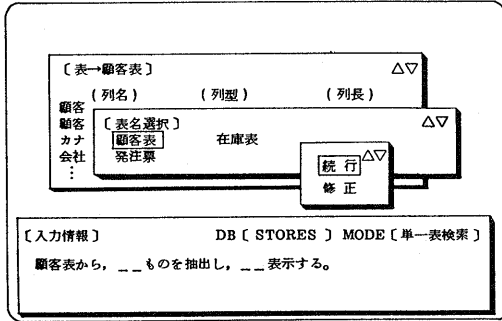 〔表→顧客表〕 △▽
(列名) (列型) (列長)
顧客
顧客
カナ
会社
⋮
〔表名選択〕 △▽
顧客表 在庫表
発注票
△▽
続行
修正
〔入力情報〕 DB〔 STORES 〕 MODE〔単一表検索〕
顧客表から, __ものを抽出し, __表示する。